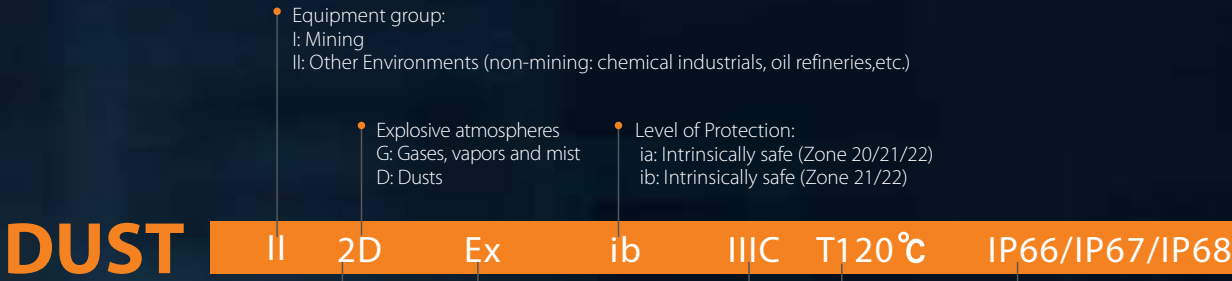 Equipment group:
I: Mining
II: Other Environments (non-mining: chemical industrials, oil refineries,etc.)
Explosive atmospheres
G: Gases, vapors and mist
D: Dusts
Level of Protection:
ia: Intrinsically safe (Zone 20/21/22)
ib: Intrinsically safe (Zone 21/22)
DUST II 2D Ex ib IIIC T120℃ IP66/IP67/IP68